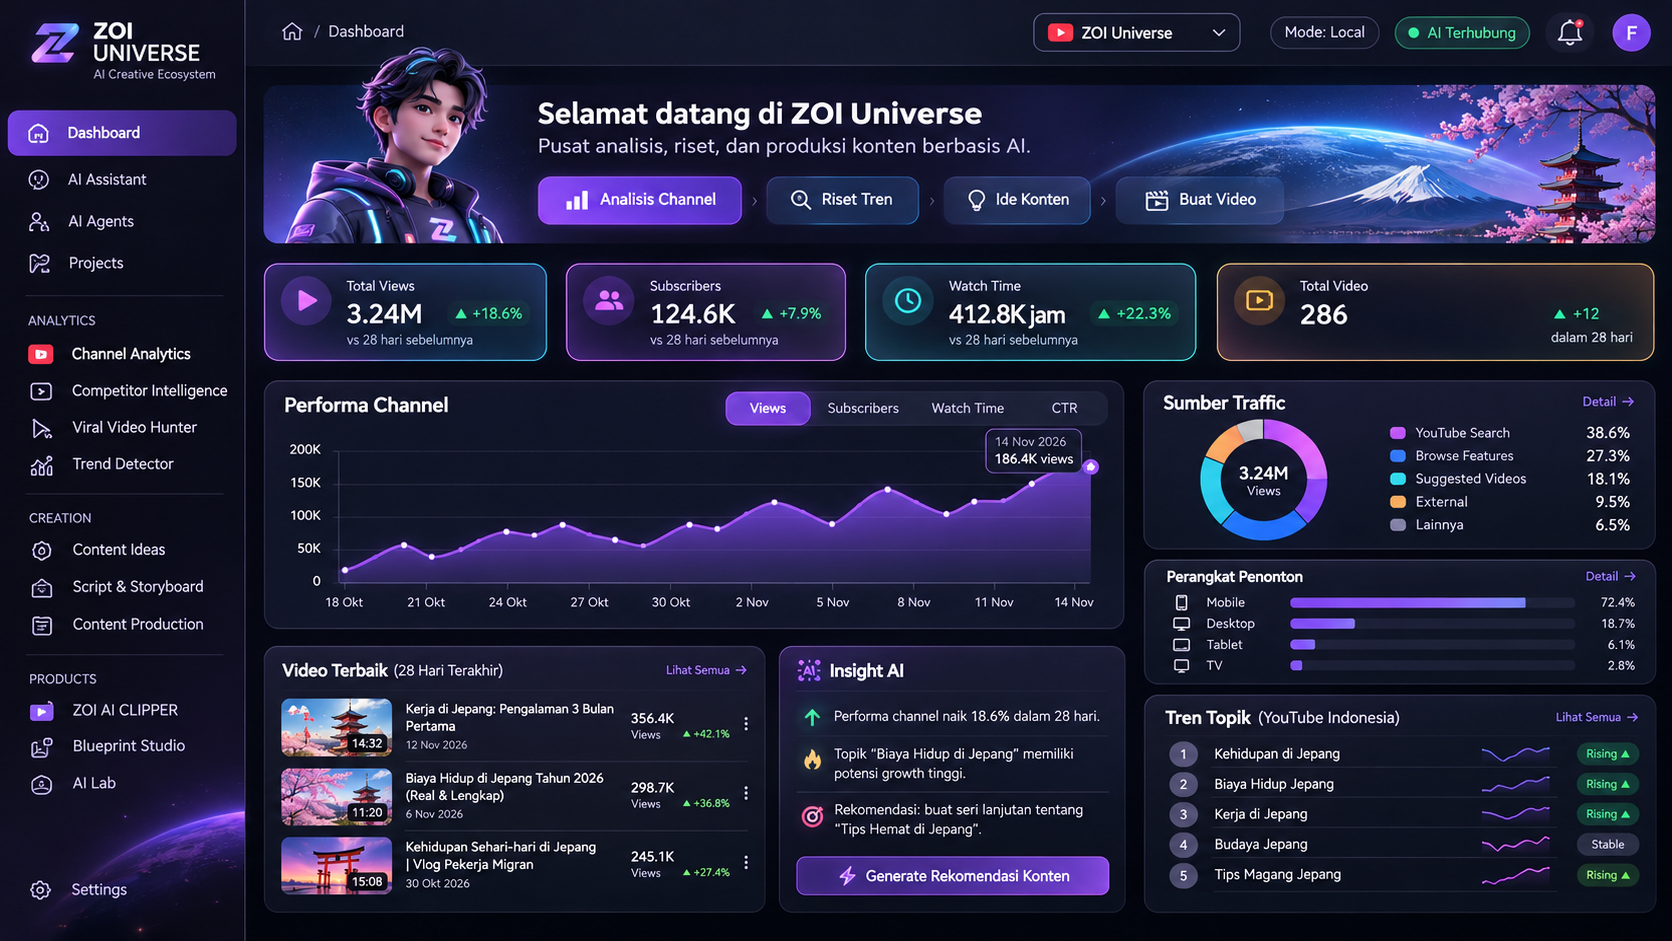 ZOI
UNIVERSE
AI Creative Ecosystem
Dashboard
AI Assistant
AI Agents
Projects
ANALYTICS
Channel Analytics
Competitor Intelligence
Viral Video Hunter
Trend Detector
CREATION
Content Ideas
Script & Storyboard
Content Production
PRODUCTS
ZOI AI CLIPPER
Blueprint Studio
AI Lab
Settings
/ Dashboard
ZOI Universe
Mode: Local
AI Terhubung
F
Selamat datang di ZOI Universe
Pusat analisis, riset, dan produksi konten berbasis AI.
Analisis Channel
Riset Tren
Ide Konten
Buat Video
Z
Total Views
3.24M ▲ +18.6%
vs 28 hari sebelumnya
Subscribers
124.6K ▲ +7.9%
vs 28 hari sebelumnya
Watch Time
412.8K jam ▲ +22.3%
vs 28 hari sebelumnya
Total Video
286 ▲ +12
dalam 28 hari
Performa Channel
Views Subscribers Watch Time CTR
14 Nov 2026
186.4K views
200K
150K
100K
50K
0
18 Okt 21 Okt 24 Okt 27 Okt 30 Okt 2 Nov 5 Nov 8 Nov 11 Nov 14 Nov
Sumber Traffic
Detail →
3.24M
Views
YouTube Search 38.6%
Browse Features 27.3%
Suggested Videos 18.1%
External 9.5%
Lainnya 6.5%
Perangkat Penonton
Detail →
Mobile 72.4%
Desktop 18.7%
Tablet 6.1%
TV 2.8%
Video Terbaik (28 Hari Terakhir)
Lihat Semua →
14:32
Kerja di Jepang: Pengalaman 3 Bulan
Pertama
12 Nov 2026
356.4K
Views ▲ +42.1%
11:20
Biaya Hidup di Jepang Tahun 2026
(Real & Lengkap)
6 Nov 2026
298.7K
Views ▲ +36.8%
15:08
Kehidupan Sehari-hari di Jepang
| Vlog Pekerja Migran
30 Okt 2026
245.1K
Views ▲ +27.4%
AI
Insight AI
Performa channel naik 18.6% dalam 28 hari.
Topik "Biaya Hidup di Jepang" memiliki
potensi growth tinggi.
Rekomendasi: buat seri lanjutan tentang
"Tips Hemat di Jepang".
Generate Rekomendasi Konten
Tren Topik (YouTube Indonesia)
Lihat Semua →
1 Kehidupan di Jepang Rising ▲
2 Biaya Hidup Jepang Rising ▲
3 Kerja di Jepang Rising ▲
4 Budaya Jepang Stable
5 Tips Magang Jepang Rising ▲